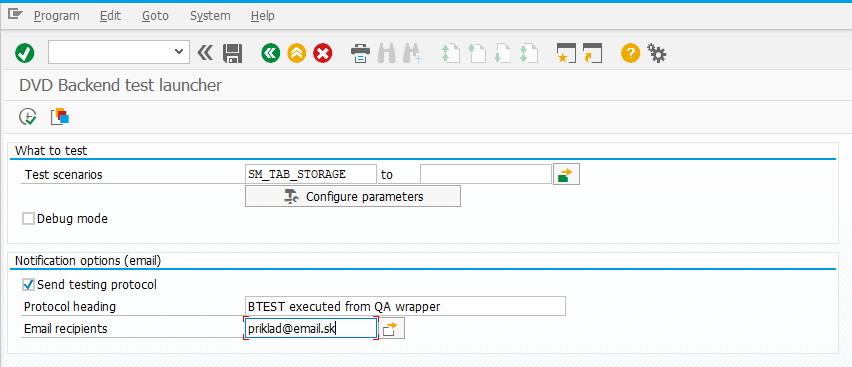 Program Edit Goto System Help
DVD Backend test launcher
What to test
Test scenarios SM_TAB_STORAGE to
Configure parameters
Debug mode
Notification options (email)
Send testing protocol
Protocol heading BTEST executed from QA wrapper
Email recipients priklad@email.sk